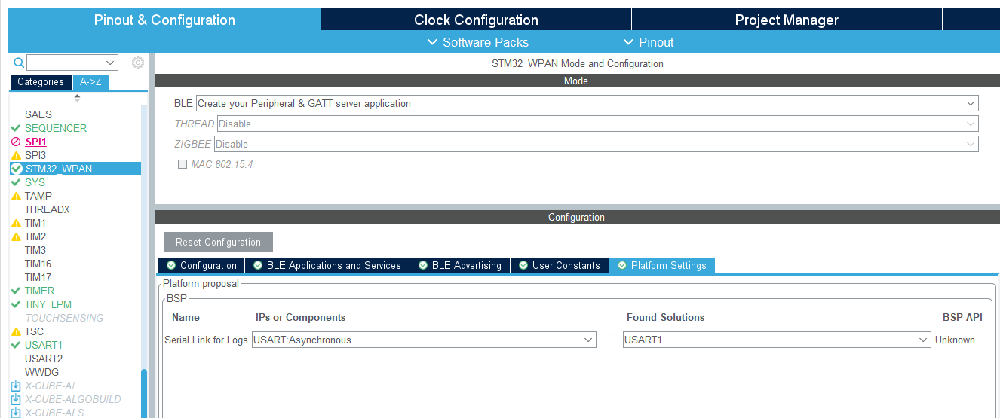 Pinout & Configuration
Clock Configuration
Project Manager
Software Packs
Pinout
Categories
A->Z
SAES
SEQUENCER
SPI1
SPI3
STM32_WPAN
SYS
TAMP
THREADX
TIM1
TIM2
TIM3
TIM16
TIM17
TIMER
TINY_LPM
TOUCHSENSING
TSC
USART1
USART2
WWDG
X-CUBE-AI
X-CUBE-ALGOBUILD
X-CUBE-ALS
STM32_WPAN Mode and Configuration
Mode
BLE Create your Peripheral & GATT server application
THREAD Disable
ZIGBEE Disable
MAC 802.15.4
Configuration
Reset Configuration
Configuration
BLE Applications and Services
BLE Advertising
User Constants
Platform Settings
Platform proposal
BSP
Name IPs or Components Found Solutions BSP API
Serial Link for Logs USART:Asynchronous USART1 Unknown